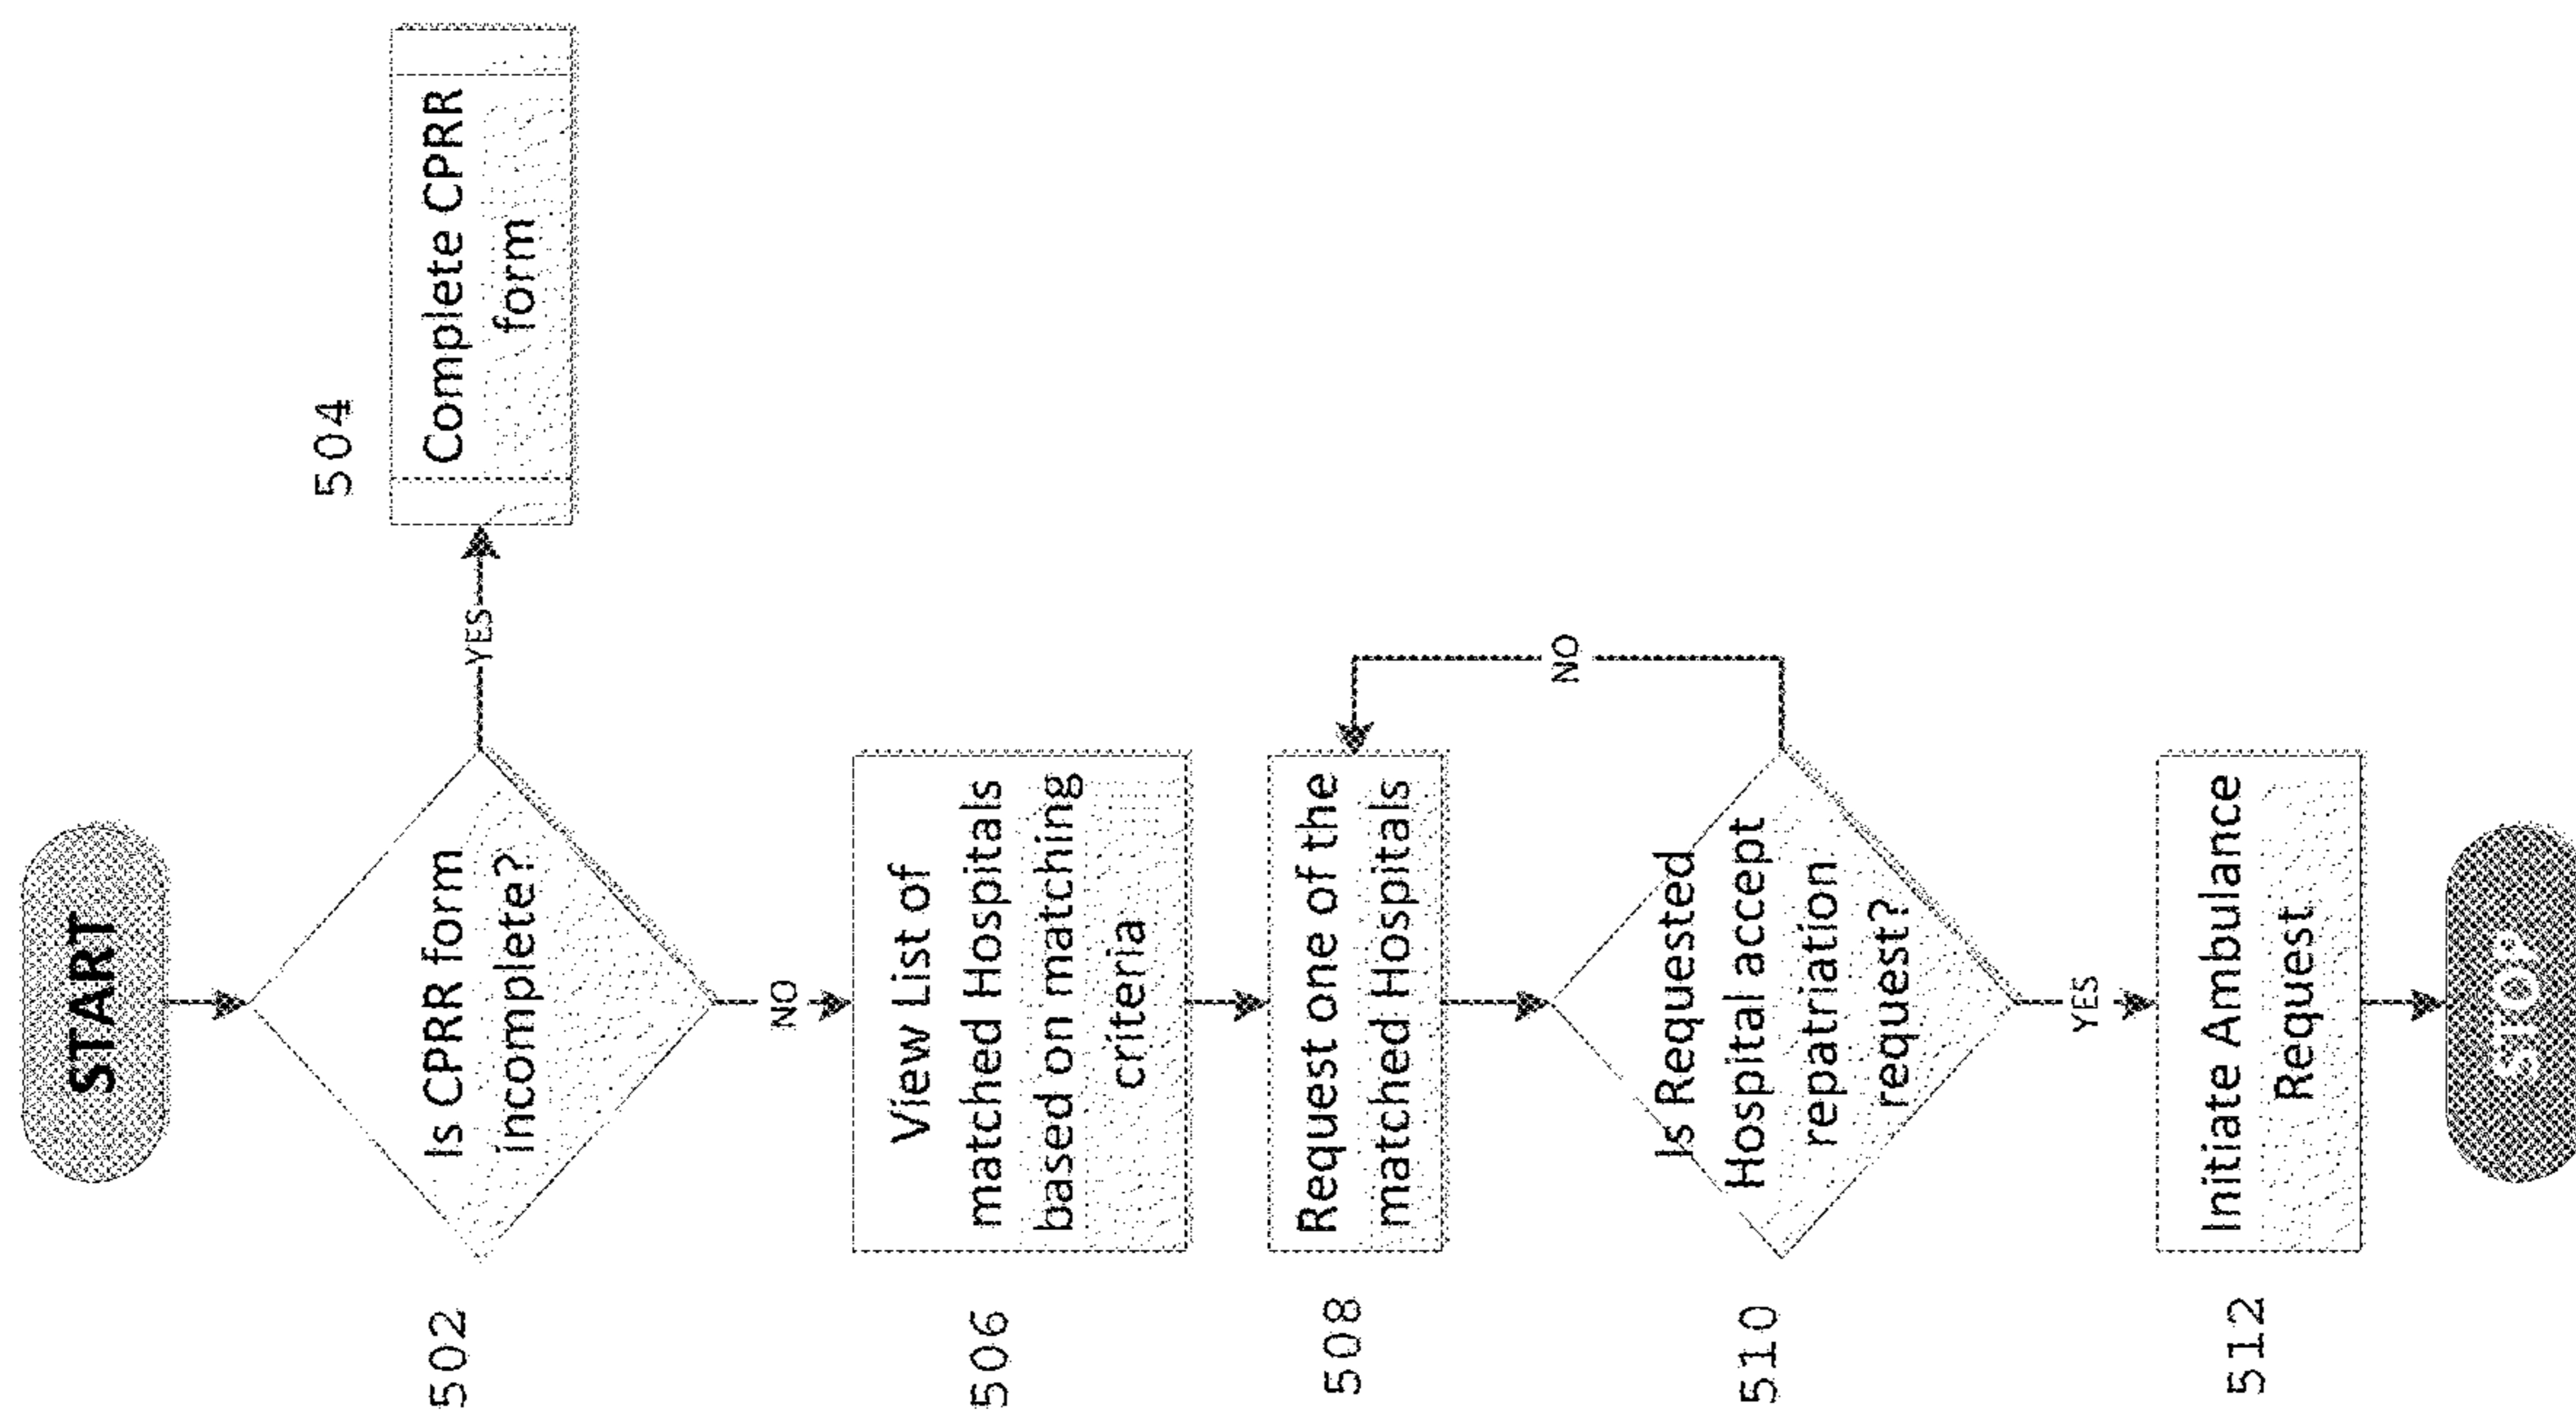 START
502
Is CPRR form
incomplete?
YES
504
Complete CPRR
form
NO
506
View List of
matched Hospitals
based on matching
criteria
508
Request one of the
matched Hospitals
510
Is Requested
Hospital accept
repatriation
request?
NO
YES
512
Initiate Ambulance
Request
STOP